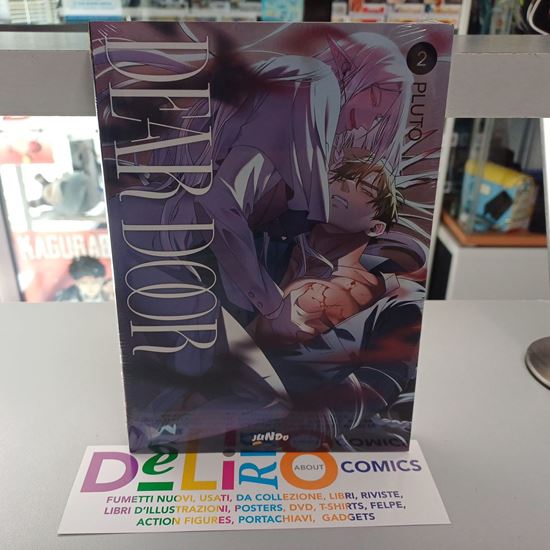 DEAR DOOR
2
PLUTO
JUNDO
DeLiRiO
ABOUT
COMICS
FUMETTI NUOVI, USATI, DA COLLEZIONE, LIBRI, RIVISTE,
LIBRI D'ILLUSTRAZIONI, POSTERS, DVD, T-SHIRTS, FELPE,
ACTION FIGURES, PORTACHIAVI, GADGETS
KAGURABA